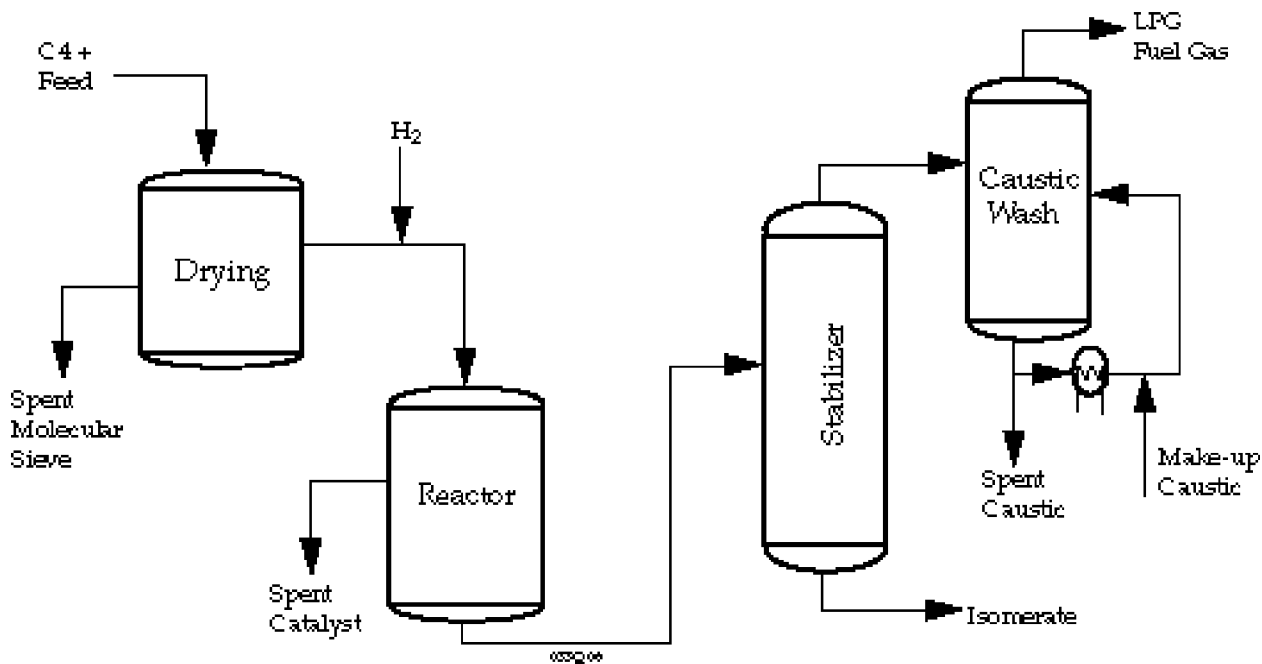 C4 +
Feed
H2
Drying
Spent
Molecular
Sieve
Reactor
Spent
Catalyst
Stabilizer
Isomerate
LPG
Fuel Gas
Caustic
Wash
Spent
Caustic
Make-up
Caustic